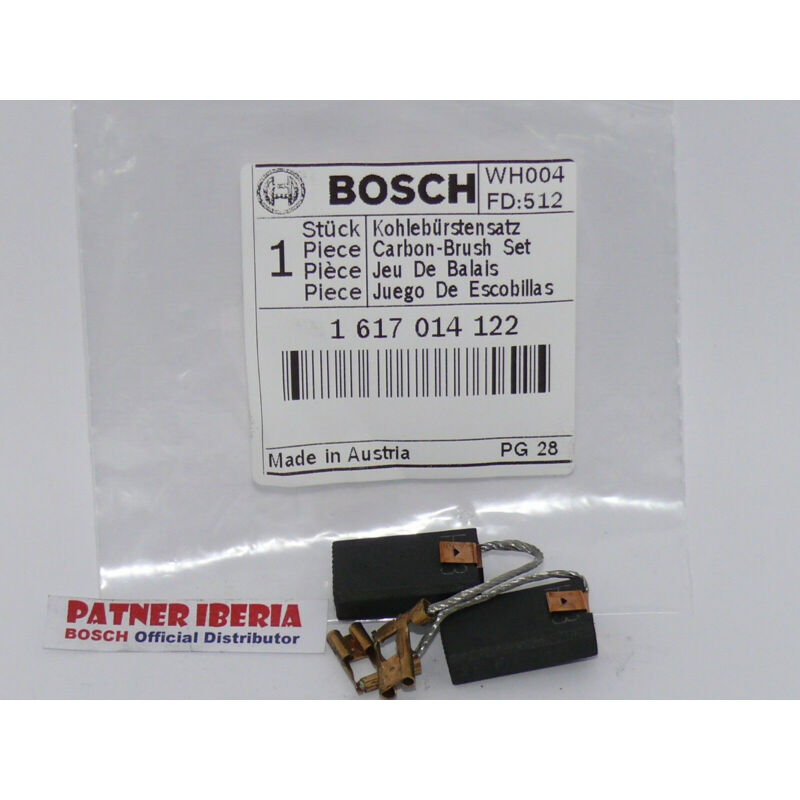 BOSCH
WH004
FD:512
1
Stück Kohlebürstensatz
Piece Carbon-Brush Set
Pièce Jeu De Balais
Piece Juego De Escobillas
1 617 014 122
Made in Austria PG 28
PATNER IBERIA
BOSCH Official Distributor